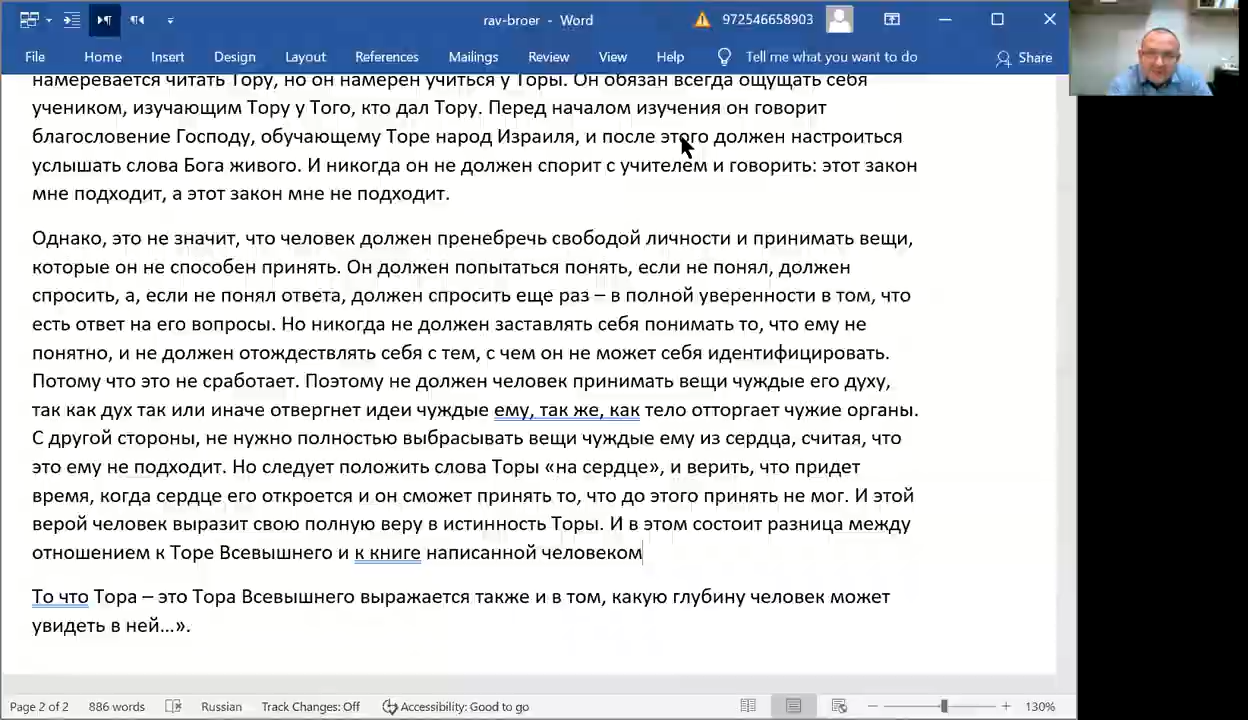 rav-broer - Word
972546658903
File Home Insert Design Layout References Mailings Review View Help Tell me what you want to do Share
намеревается читать Тору, но он намерен учиться у Торы. Он обязан всегда ощущать себя
учеником, изучающим Тору у Того, кто дал Тору. Перед началом изучения он говорит
благословение Господу, обучающему Торе народ Израиля, и после этого должен настроиться
услышать слова Бога живого. И никогда он не должен спорит с учителем и говорить: этот закон
мне подходит, а этот закон мне не подходит.
Однако, это не значит, что человек должен пренебречь свободой личности и принимать вещи,
которые он не способен принять. Он должен попытаться понять, если не понял, должен
спросить, а, если не понял ответа, должен спросить еще раз – в полной уверенности в том, что
есть ответ на его вопросы. Но никогда не должен заставлять себя понимать то, что ему не
понятно, и не должен отождествлять себя с тем, с чем он не может себя идентифицировать.
Потому что это не сработает. Поэтому не должен человек принимать вещи чуждые его духу,
так как дух так или иначе отвергнет идеи чуждые ему, так же, как тело отторгает чужие органы.
С другой стороны, не нужно полностью выбрасывать вещи чуждые ему из сердца, считая, что
это ему не подходит. Но следует положить слова Торы «на сердце», и верить, что придет
время, когда сердце его откроется и он сможет принять то, что до этого принять не мог. И этой
верой человек выразит свою полную веру в истинность Торы. И в этом состоит разница между
отношением к Торе Всевышнего и к книге написанной человеком
То что Тора – это Тора Всевышнего выражается также и в том, какую глубину человек может
увидеть в ней...».
Page 2 of 2 886 words Russian Track Changes: Off Accessibility: Good to go 130%